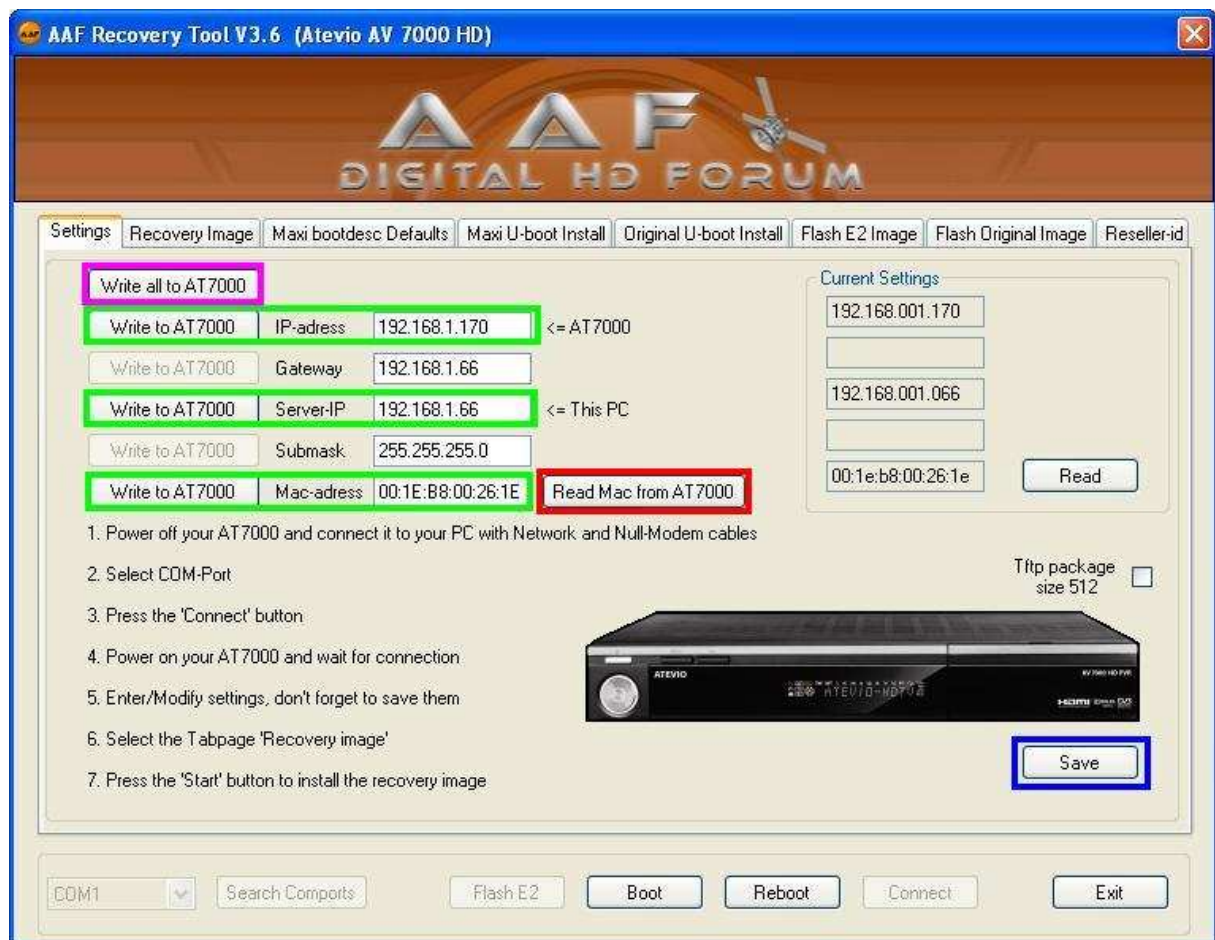 AAF Recovery Tool V3.6 (Atevio AV 7000 HD)
AAF
DIGITAL HD FORUM
Settings Recovery Image Maxi bootdesc Defaults Maxi U-boot Install Original U-boot Install Flash E2 Image Flash Original Image Reseller-id
Write all to AT7000
Current Settings
Write to AT7000 IP-adress 192.168.1.170 <= AT7000 192.168.001.170
Write to AT7000 Gateway 192.168.1.66
Write to AT7000 Server-IP 192.168.1.66 <= This PC 192.168.001.066
Write to AT7000 Submask 255.255.255.0
Write to AT7000 Mac-adress 00:1E:B8:00:26:1E Read Mac from AT7000 00:1e:b8:00:26:1e Read
1. Power off your AT7000 and connect it to your PC with Network and Null-Modem cables
2. Select COM-Port
Tftp package
size 512
3. Press the 'Connect' button
4. Power on your AT7000 and wait for connection
ATEVIO
AV 7000 HD PVR
ATEVIO-HDTV
HDMI
5. Enter/Modify settings, don't forget to save them
6. Select the Tabpage 'Recovery image'
Save
7. Press the 'Start' button to install the recovery image
COM1 Search Comports Flash E2 Boot Reboot Connect Exit